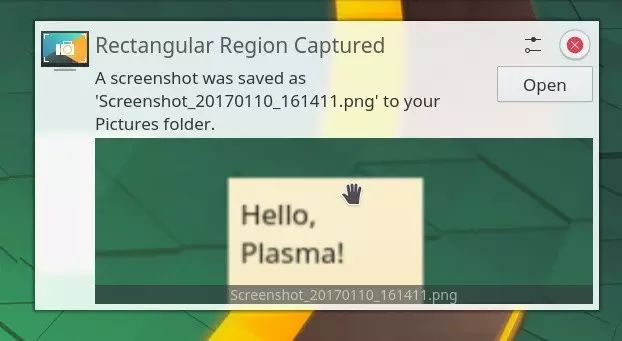 Rectangular Region Captured
A screenshot was saved as
'Screenshot_20170110_161411.png' to your
Pictures folder.
Open
Hello,
Plasma!
Screenshot_20170110_161411.png